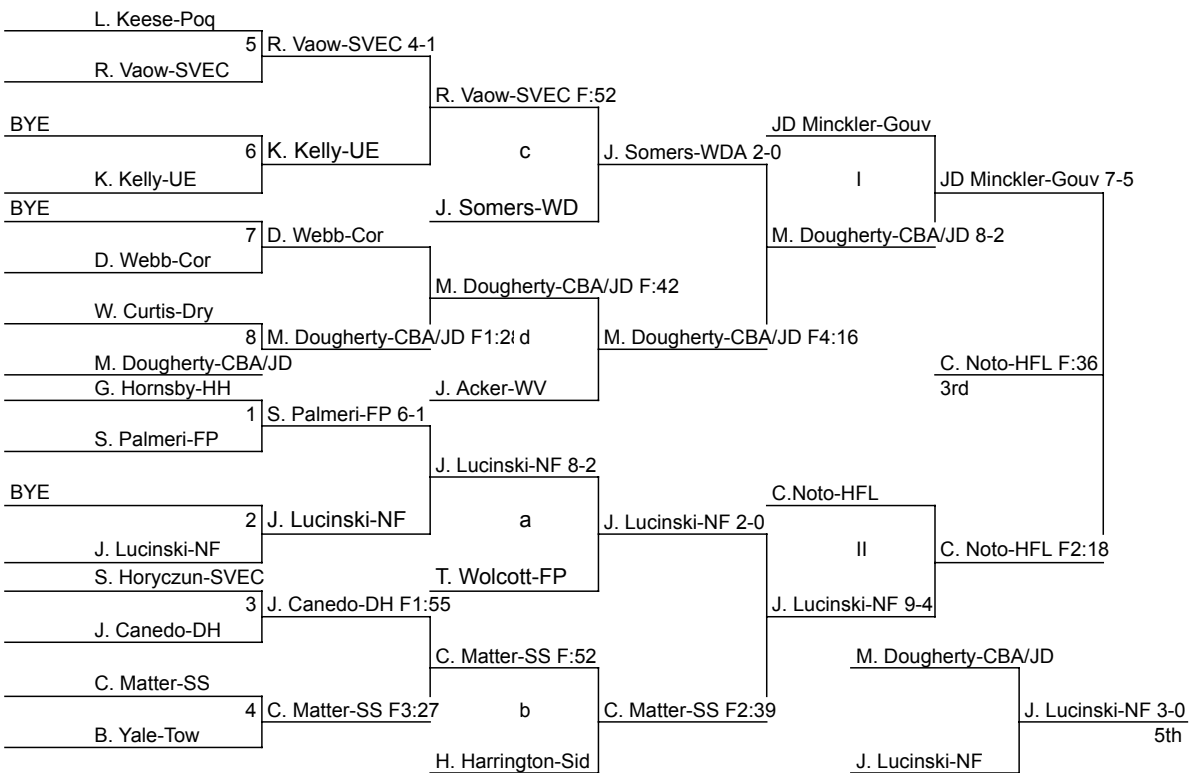 L. Keese-Poq
5 R. Vaow-SVEC 4-1
R. Vaow-SVEC
R. Vaow-SVEC F:52
BYE
JD Minckler-Gouv
6 K. Kelly-UE
c
J. Somers-WDA 2-0
K. Kelly-UE
I
JD Minckler-Gouv 7-5
BYE
J. Somers-WD
7 D. Webb-Cor
M. Dougherty-CBA/JD 8-2
D. Webb-Cor
M. Dougherty-CBA/JD F:42
W. Curtis-Dry
8 M. Dougherty-CBA/JD F1:28
d
M. Dougherty-CBA/JD F4:16
M. Dougherty-CBA/JD
C. Noto-HFL F:36
G. Hornsby-HH
J. Acker-WV
3rd
1 S. Palmeri-FP 6-1
S. Palmeri-FP
J. Lucinski-NF 8-2
BYE
C.Noto-HFL
2 J. Lucinski-NF
a
J. Lucinski-NF 2-0
J. Lucinski-NF
II
C. Noto-HFL F2:18
S. Horyczun-SVEC
T. Wolcott-FP
3 J. Canedo-DH F1:55
J. Lucinski-NF 9-4
J. Canedo-DH
C. Matter-SS F:52
M. Dougherty-CBA/JD
C. Matter-SS
4 C. Matter-SS F3:27
b
C. Matter-SS F2:39
J. Lucinski-NF 3-0
B. Yale-Tow
5th
H. Harrington-Sid
J. Lucinski-NF